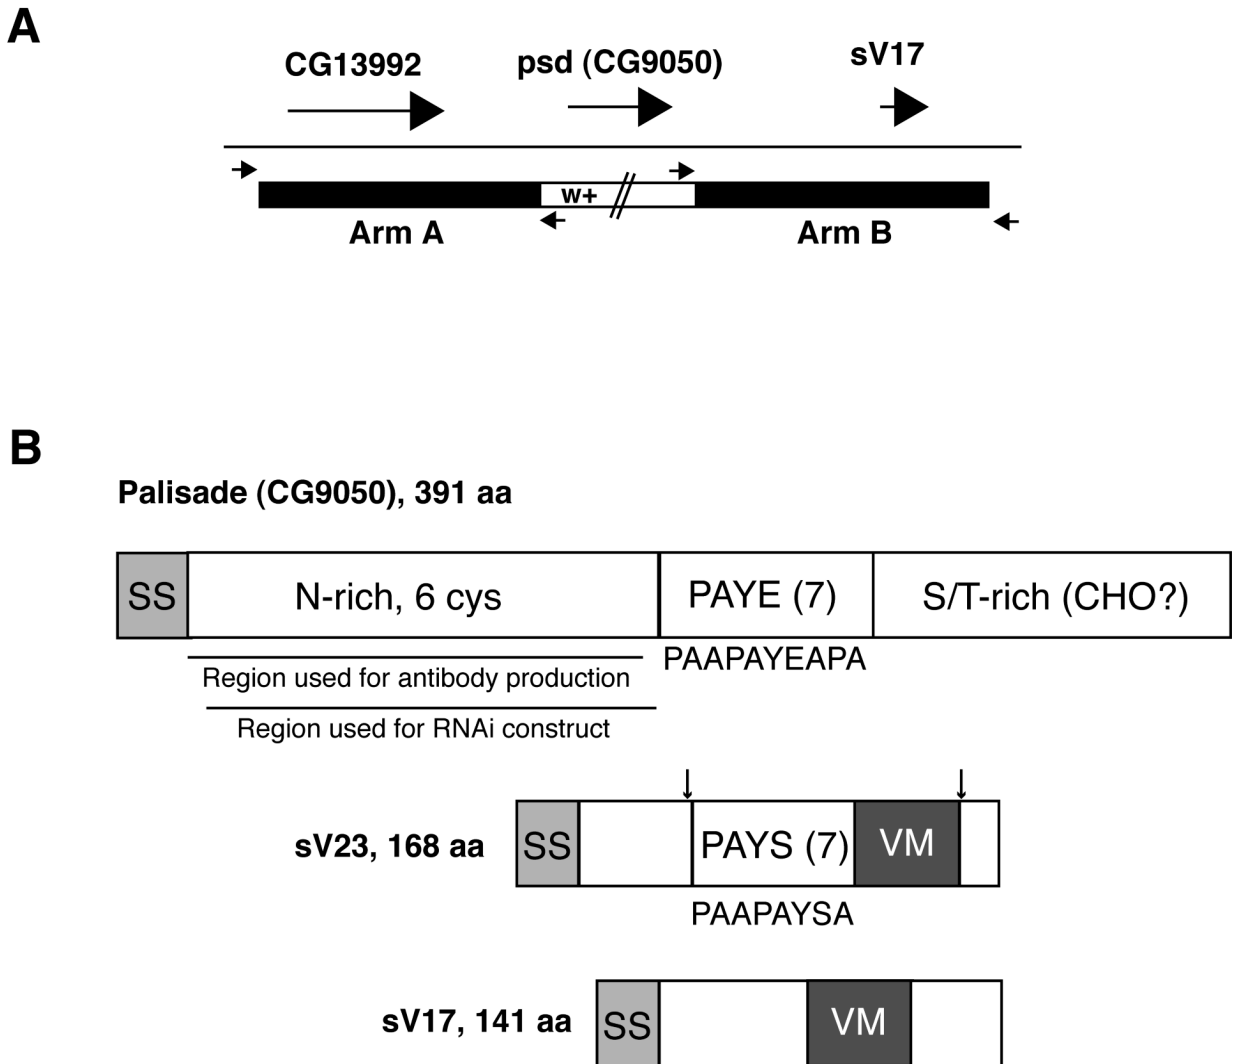 A
CG13992
psd (CG9050)
sV17
w+
Arm A
Arm B
B
Palisade (CG9050), 391 aa
SS
N-rich, 6 cys
PAYE (7)
S/T-rich (CHO?)
PAAPAYEAPA
Region used for antibody production
Region used for RNAi construct
sV23, 168 aa
SS
PAYS (7)
VM
PAAPAYSA
sV17, 141 aa
SS
VM